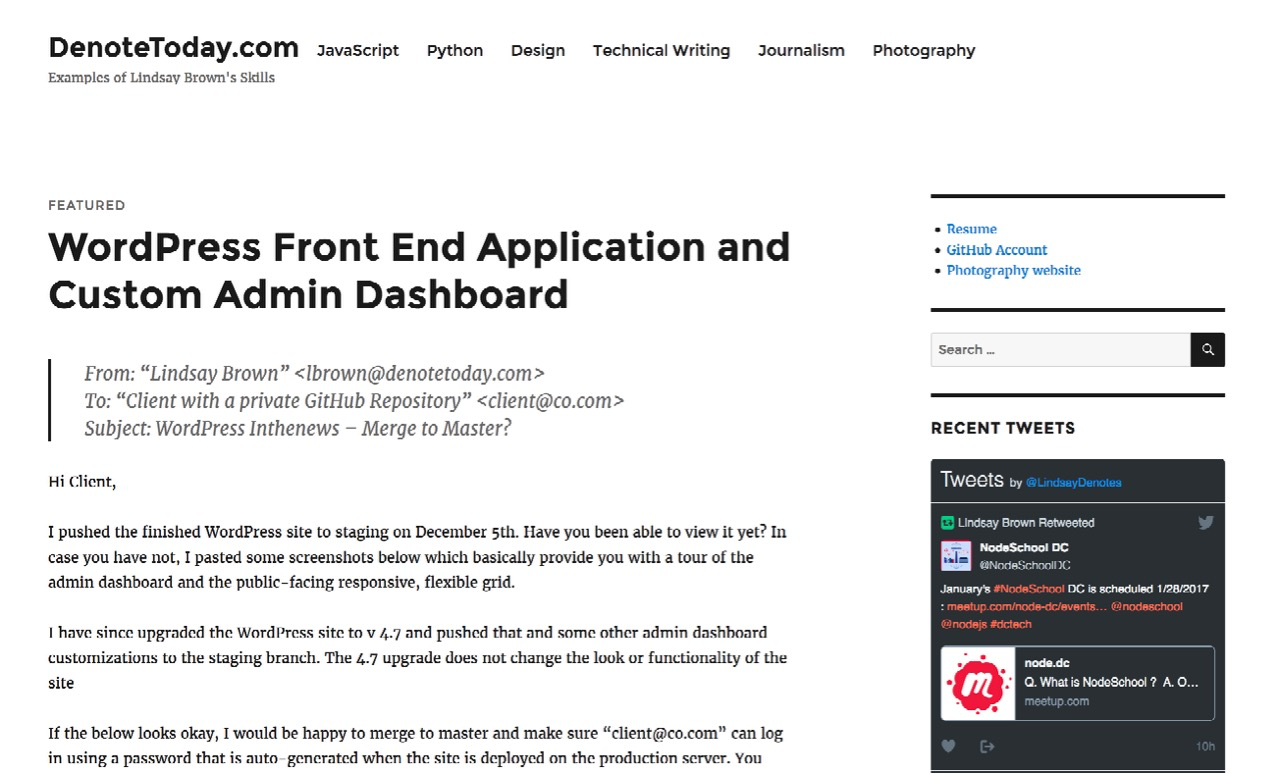 DenoteToday.com
Examples of Lindsay Brown's Skills
JavaScript Python Design Technical Writing Journalism Photography
FEATURED
WordPress Front End Application and
Custom Admin Dashboard
From: “Lindsay Brown” <lbrown@denotetoday.com>
To: “Client with a private GitHub Repository” <client@co.com>
Subject: WordPress Inthenews – Merge to Master?
Hi Client,
I pushed the finished WordPress site to staging on December 5th. Have you been able to view it yet? In
case you have not, I pasted some screenshots below which basically provide you with a tour of the
admin dashboard and the public-facing responsive, flexible grid.
I have since upgraded the WordPress site to v 4.7 and pushed that and some other admin dashboard
customizations to the staging branch. The 4.7 upgrade does not change the look or functionality of the
site
If the below looks okay, I would be happy to merge to master and make sure “client@co.com” can log
in using a password that is auto-generated when the site is deployed on the production server. You
Resume
GitHub Account
Photography website
Search …
RECENT TWEETS
Tweets by @LindsayDenotes
Lindsay Brown Retweeted
NodeSchool DC
@NodeSchoolDC
January's #NodeSchool DC is scheduled 1/28/2017
: meetup.com/node-dc/events… @nodeschool
@nodejs #dctech
m
node.dc
Q. What is NodeSchool ? A. O...
meetup.com
10h